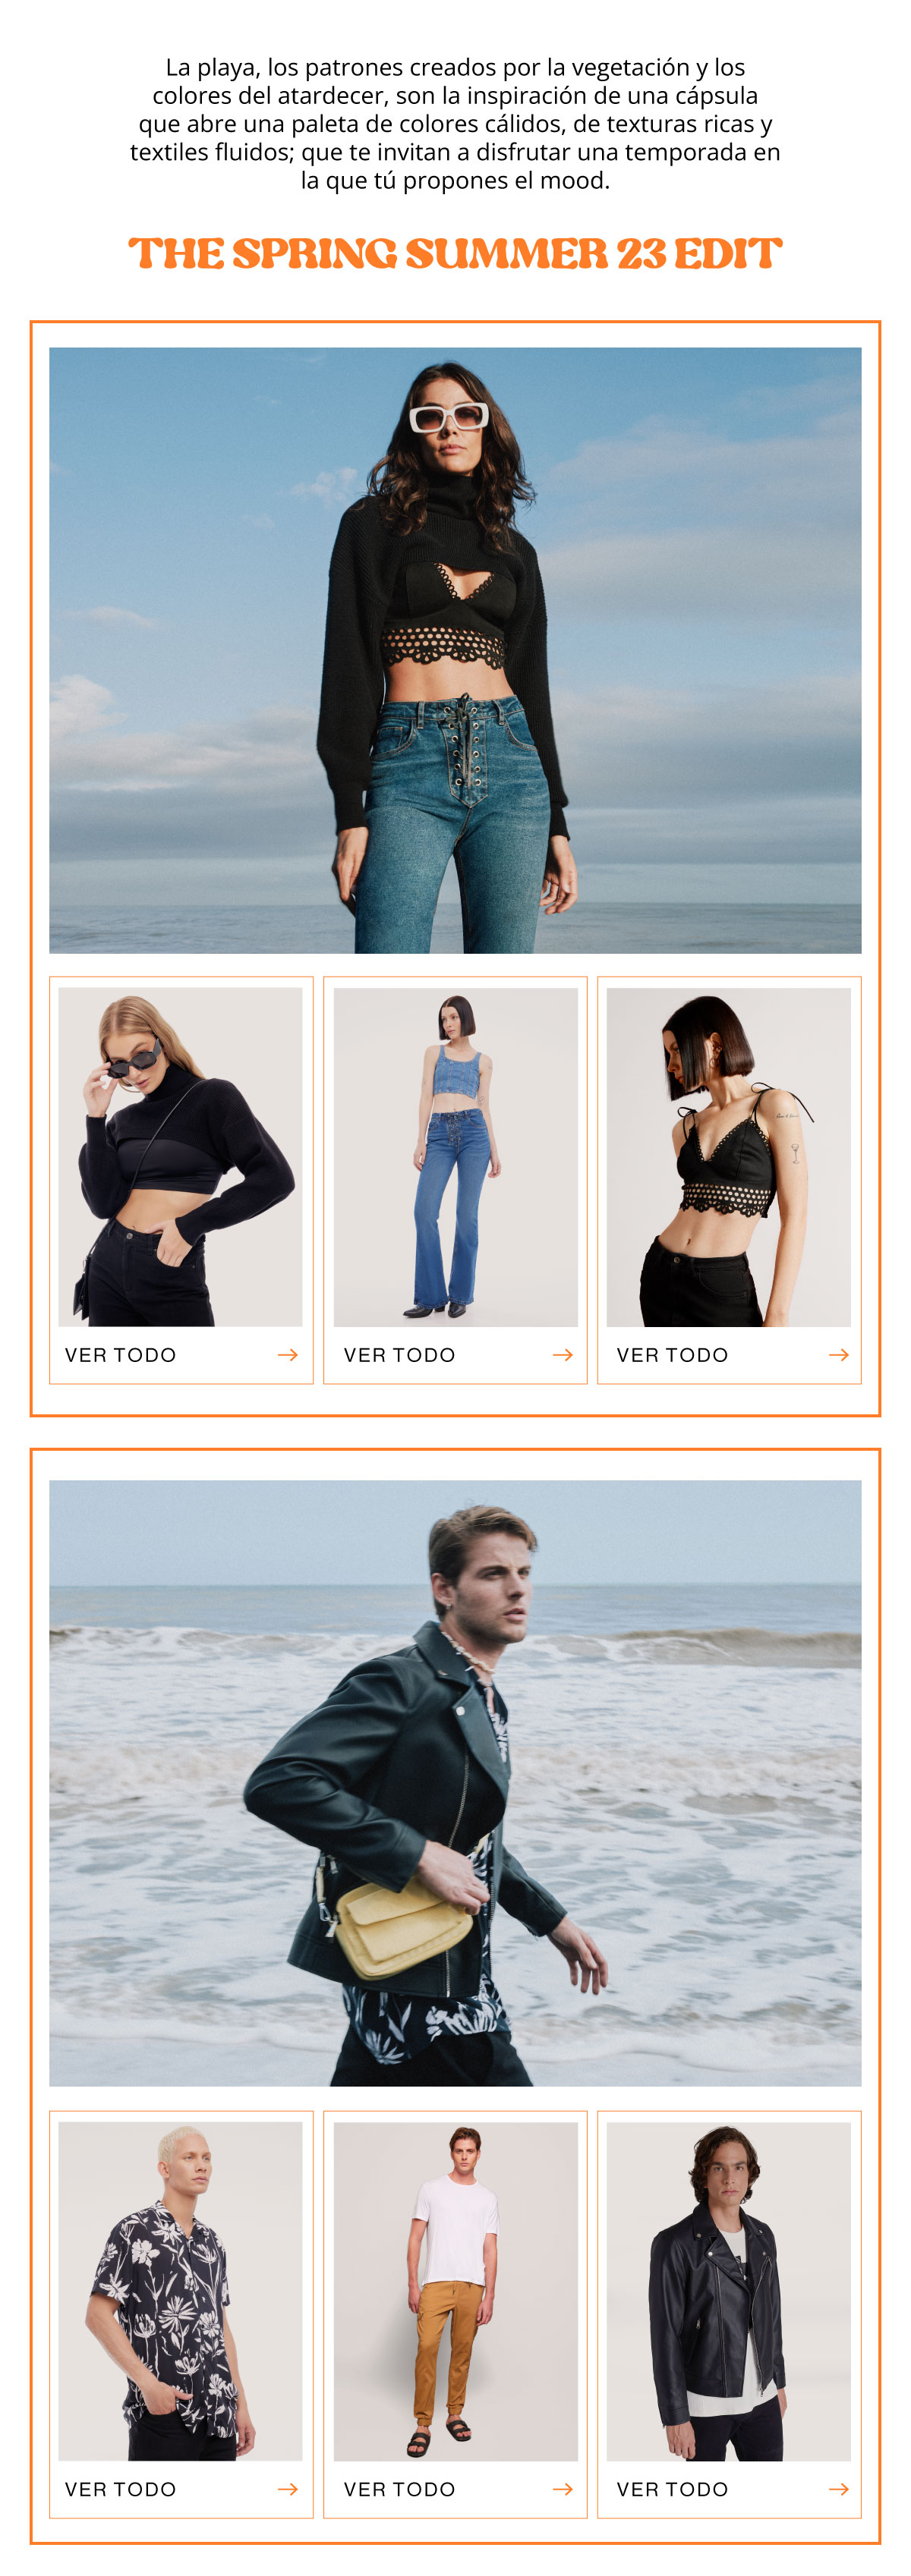 La playa, los patrones creados por la vegetación y los
colores del atardecer, son la inspiración de una cápsula
que abre una paleta de colores cálidos, de texturas ricas y
textiles fluidos; que te invitan a disfrutar una temporada en
la que tú propones el mood.
THE SPRING SUMMER 23 EDIT
VER TODO
VER TODO
VER TODO
VER TODO
VER TODO
VER TODO